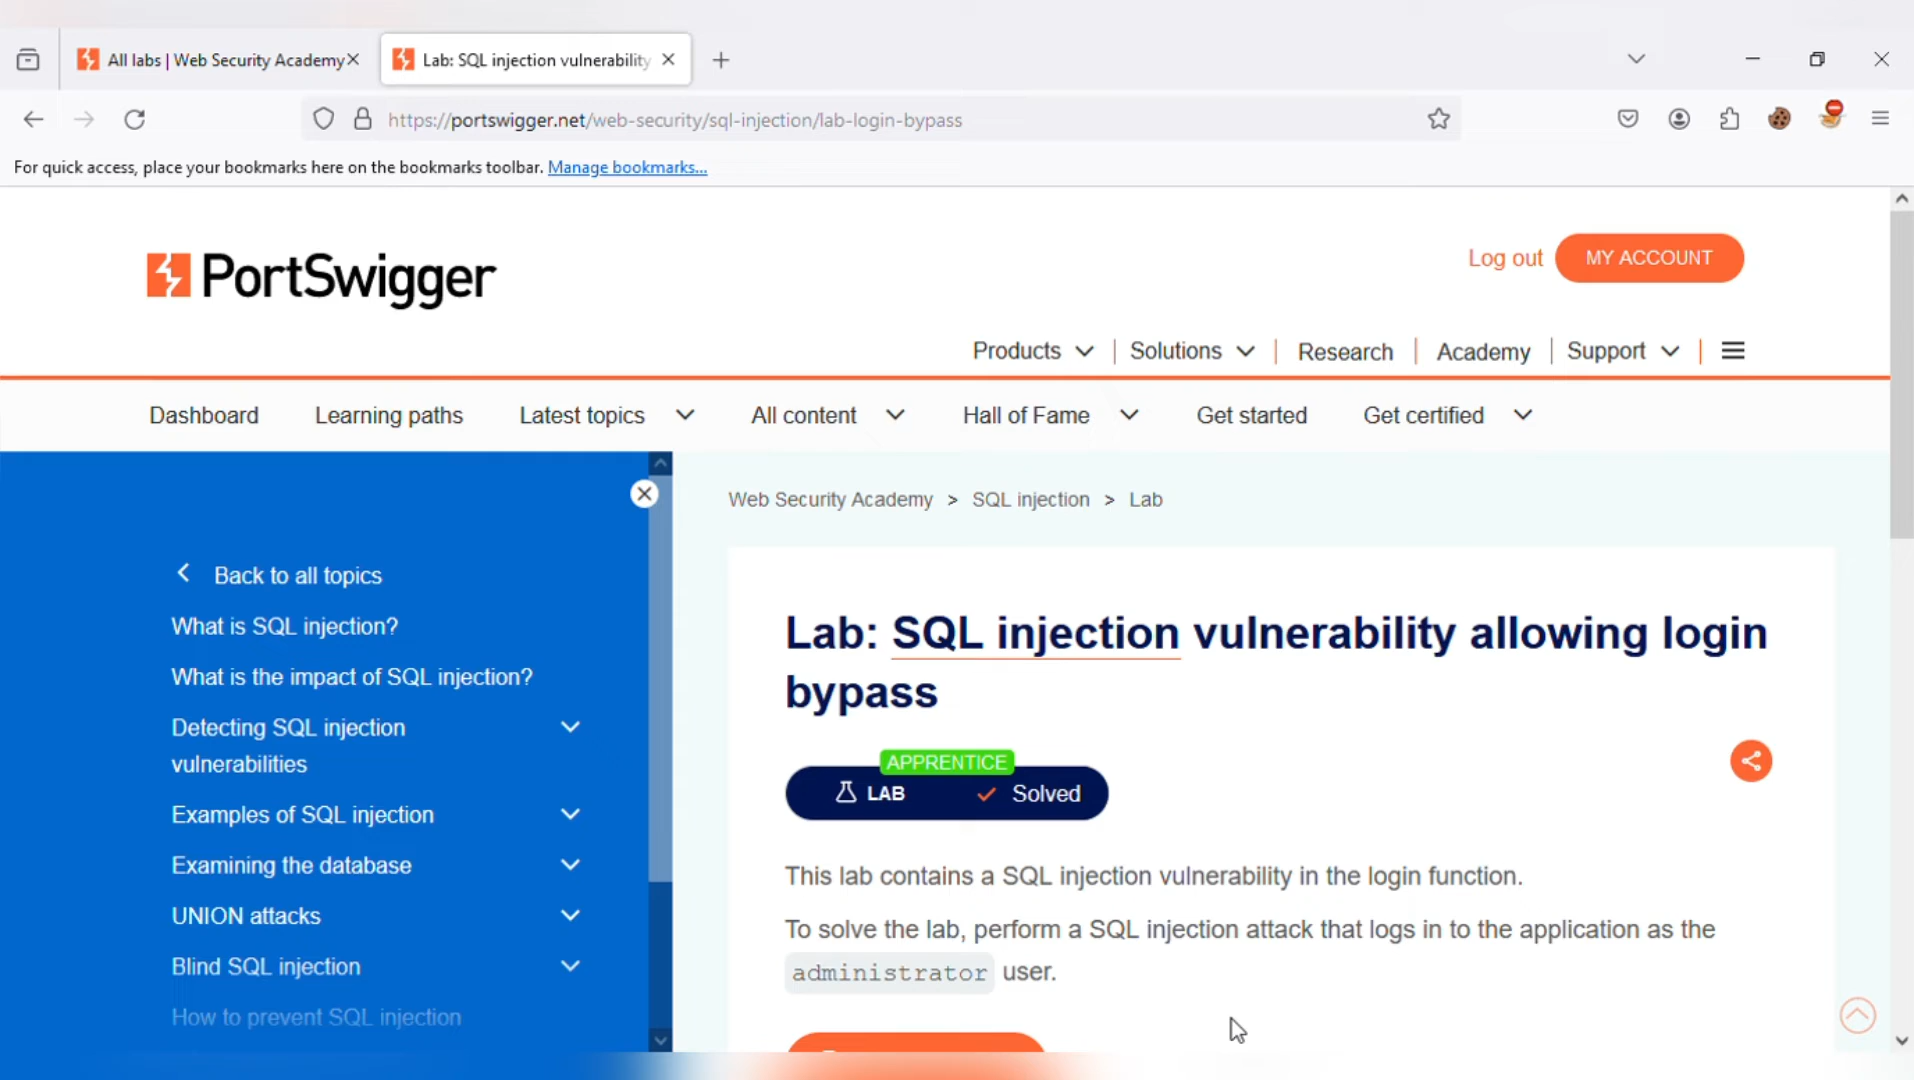 All labs | Web Security Academy
Lab: SQL injection vulnerability
https://portswigger.net/web-security/sql-injection/lab-login-bypass
For quick access, place your bookmarks here on the bookmarks toolbar. Manage bookmarks...
PortSwigger
Log out
MY ACCOUNT
Products
Solutions
Research
Academy
Support
Dashboard
Learning paths
Latest topics
All content
Hall of Fame
Get started
Get certified
Back to all topics
What is SQL injection?
What is the impact of SQL injection?
Detecting SQL injection
vulnerabilities
Examples of SQL injection
Examining the database
UNION attacks
Blind SQL injection
How to prevent SQL injection
Web Security Academy > SQL injection > Lab
Lab: SQL injection vulnerability allowing login
bypass
APPRENTICE
LAB
Solved
This lab contains a SQL injection vulnerability in the login function.
To solve the lab, perform a SQL injection attack that logs in to the application as the
administrator user.